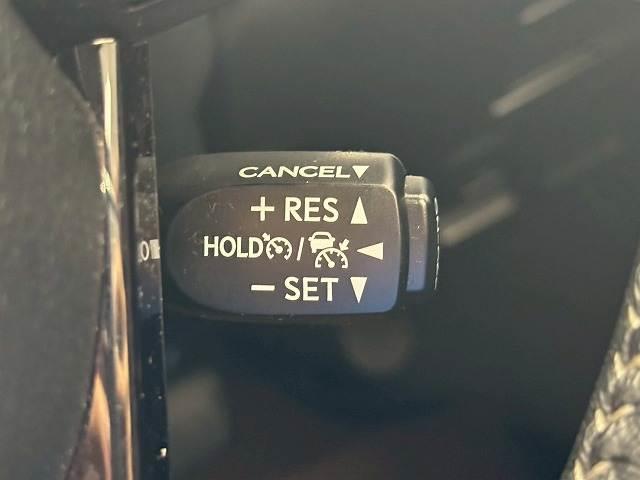 CANCEL▼
+ RES ▲
HOLD / ◀
− SET ▼